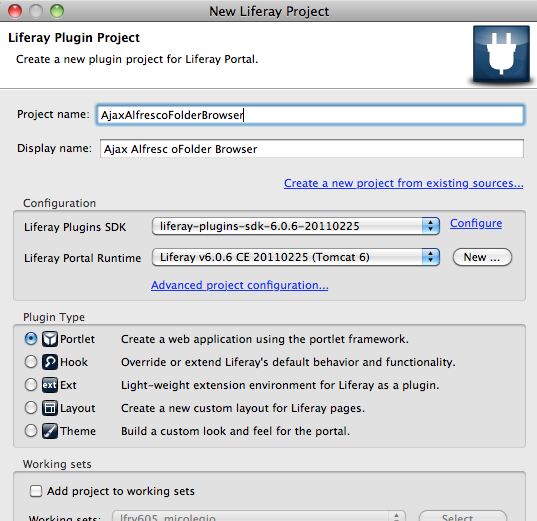 New Liferay Project
Liferay Plugin Project
Create a new plugin project for Liferay Portal.
Project name: AjaxAlfrescoFolderBrowser
Display name: Ajax Alfresc oFolder Browser
Create a new project from existing sources...
Configuration
Liferay Plugins SDK liferay-plugins-sdk-6.0.6-20110225 Configure
Liferay Portal Runtime Liferay v6.0.6 CE 20110225 (Tomcat 6) New ...
Advanced project configuration...
Plugin Type
Portlet Create a web application using the portlet framework.
Hook Override or extend Liferay's default behavior and functionality.
ext Ext Light-weight extension environment for Liferay as a plugin.
Layout Create a new custom layout for Liferay pages.
Theme Build a custom look and feel for the portal.
Working sets
Add project to working sets
Working sets: lfry605_micolegio Select...